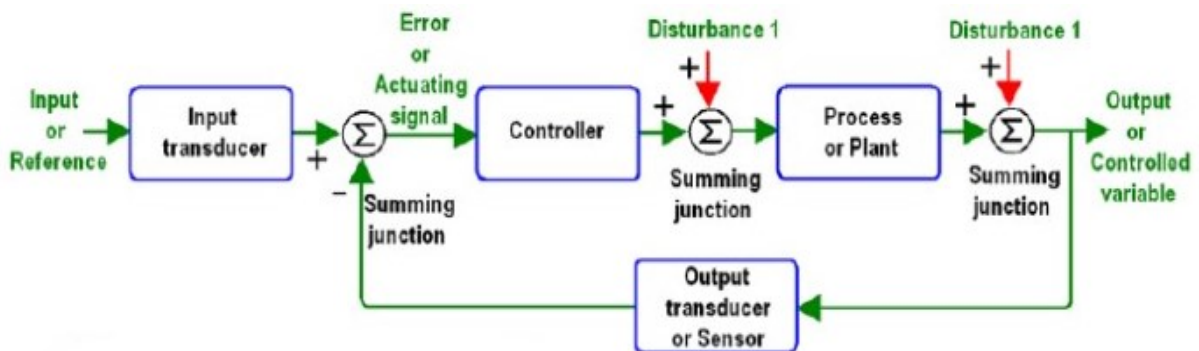 Input
or
Reference
Input
transducer
+
Σ
−
Summing
junction
Error
or
Actuating
signal
Controller
+
Disturbance 1
+
Σ
Summing
junction
Process
or Plant
+
Disturbance 1
+
Σ
Summing
junction
Output
or
Controlled
variable
Output
transducer
or Sensor